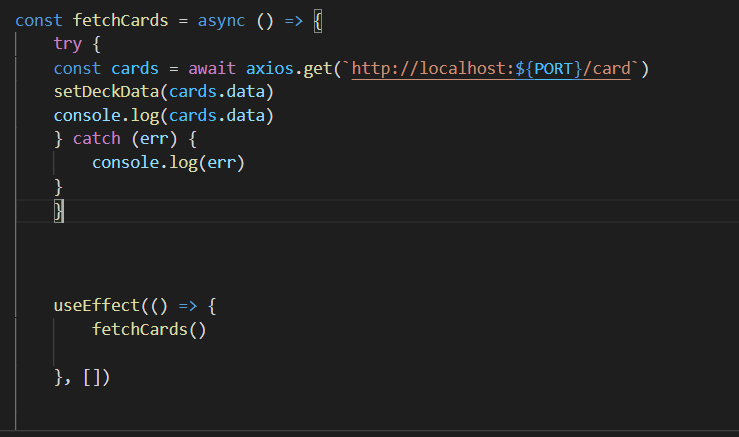 const fetchCards = async () => {
try {
const cards = await axios.get(`http://localhost:${PORT}/card`)
setDeckData(cards.data)
console.log(cards.data)
} catch (err) {
console.log(err)
}
}
useEffect(() => {
fetchCards()
}, [])